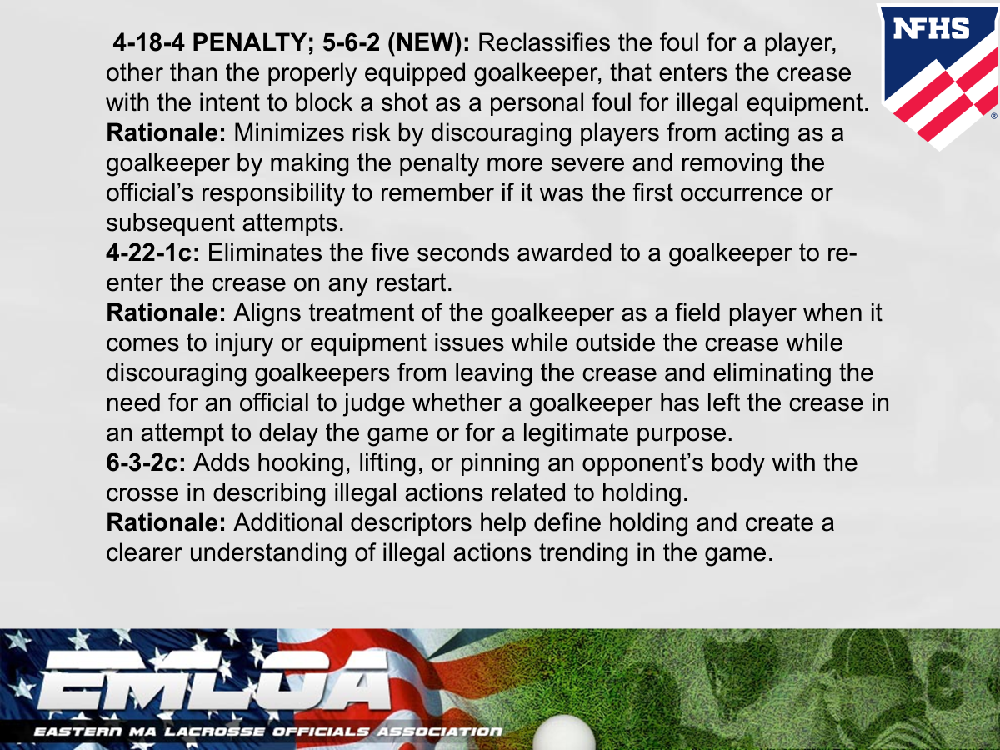 NFHS
4-18-4 PENALTY; 5-6-2 (NEW): Reclassifies the foul for a player,
other than the properly equipped goalkeeper, that enters the crease
with the intent to block a shot as a personal foul for illegal equipment.
®
Rationale: Minimizes risk by discouraging players from acting as a
goalkeeper by making the penalty more severe and removing the
official’s responsibility to remember if it was the first occurrence or
subsequent attempts.
4-22-1c: Eliminates the five seconds awarded to a goalkeeper to re-
enter the crease on any restart.
Rationale: Aligns treatment of the goalkeeper as a field player when it
comes to injury or equipment issues while outside the crease while
discouraging goalkeepers from leaving the crease and eliminating the
need for an official to judge whether a goalkeeper has left the crease in
an attempt to delay the game or for a legitimate purpose.
6-3-2c: Adds hooking, lifting, or pinning an opponent’s body with the
crosse in describing illegal actions related to holding.
Rationale: Additional descriptors help define holding and create a
clearer understanding of illegal actions trending in the game.
EMLOA
EASTERN MA LACROSSE OFFICIALS ASSOCIATION